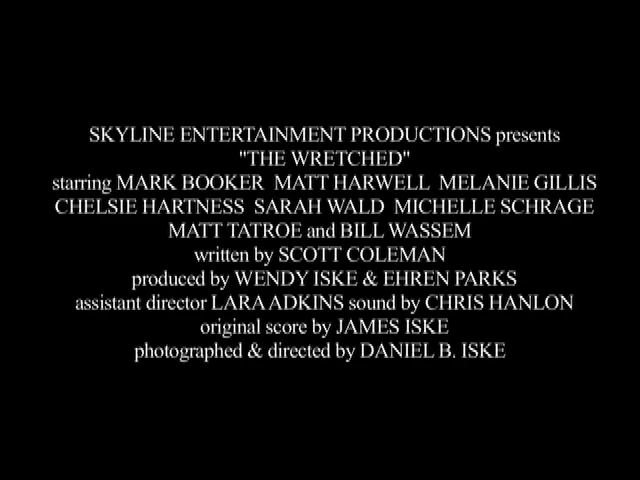 SKYLINE ENTERTAINMENT PRODUCTIONS presents
"THE WRETCHED"
starring MARK BOOKER MATT HARWELL MELANIE GILLIS
CHELSIE HARTNESS SARAH WALD MICHELLE SCHRAGE
MATT TATROE and BILL WASSEM
written by SCOTT COLEMAN
produced by WENDY ISKE & EHREN PARKS
assistant director LARA ADKINS sound by CHRIS HANLON
original score by JAMES ISKE
photographed & directed by DANIEL B. ISKE